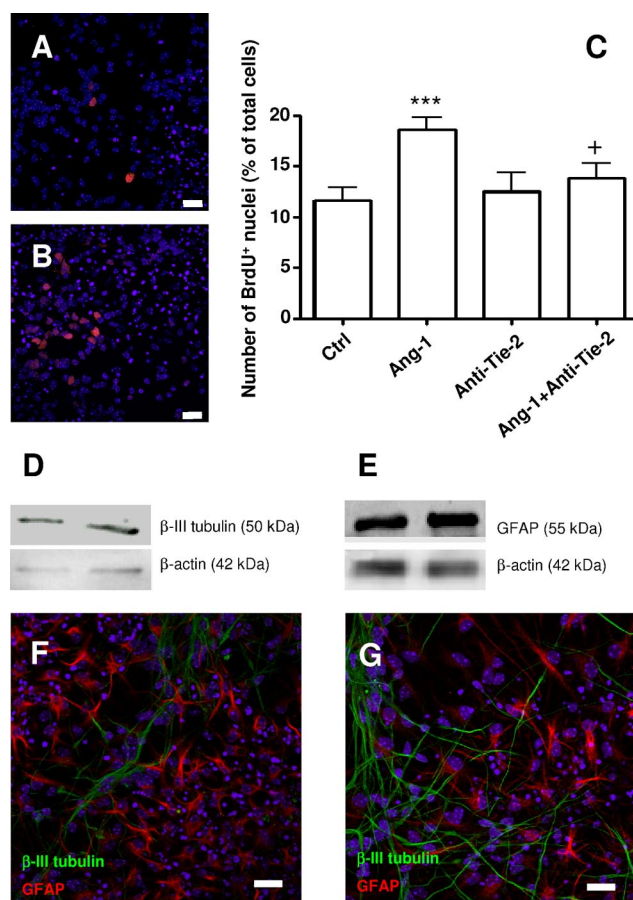 A
B
C
Number of BrdU⁺ nuclei (% of total cells)
20
15
10
5
0
***
+
Ctrl
Ang-1
Anti-Tie-2
Ang-1+Anti-Tie-2
D
β-III tubulin (50 kDa)
β-actin (42 kDa)
E
GFAP (55 kDa)
β-actin (42 kDa)
F
β-III tubulin
GFAP
G
β-III tubulin
GFAP